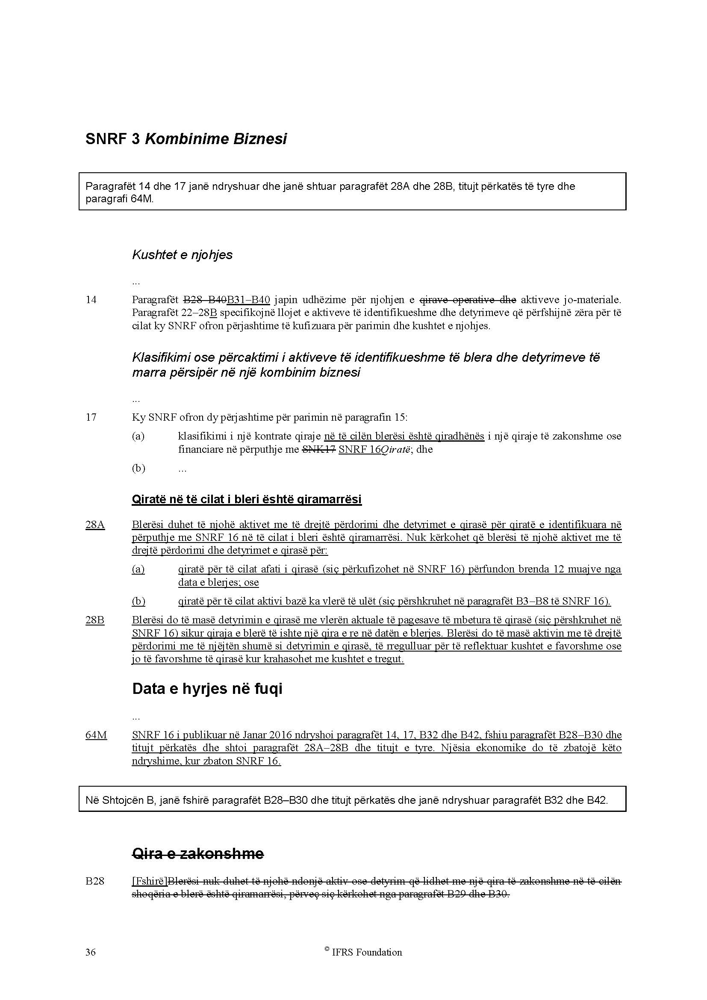 SNRF 3 Kombinime Biznesi
Paragrafët 14 dhe 17 janë ndryshuar dhe janë shtuar paragrafët 28A dhe 28B, titujt përkatës të tyre dhe
paragrafi 64M.
Kushtet e njohjes
...
14 Paragrafët B28–B40B31–B40 japin udhëzime për njohjen e qirave operative dhe aktiveve jo-materiale.
Paragrafët 22–28B specifikojnë llojet e aktiveve të identifikueshme dhe detyrimeve që përfshijnë zëra për të
cilat ky SNRF ofron përjashtime të kufizuara për parimin dhe kushtet e njohjes.
Klasifikimi ose përcaktimi i aktiveve të identifikueshme të blera dhe detyrimeve të
marra përsipër në një kombinim biznesi
...
17 Ky SNRF ofron dy përjashtime për parimin në paragrafin 15:
(a) klasifikimi i një kontrate qiraje në të cilën blerësi është qiradhënës i një qiraje të zakonshme ose
financiare në përputhje me SNK17 SNRF 16Qiratë; dhe
(b) ...
Qiratë në të cilat i bleri është qiramarrësi
28A Blerësi duhet të njohë aktivet me të drejtë përdorimi dhe detyrimet e qirasë për qiratë e identifikuara në
përputhje me SNRF 16 në të cilat i bleri është qiramarrësi. Nuk kërkohet që blerësi të njohë aktivet me të
drejtë përdorimi dhe detyrimet e qirasë për:
(a) qiratë për të cilat afati i qirasë (siç përkufizohet në SNRF 16) përfundon brenda 12 muajve nga
data e blerjes; ose
(b) qiratë për të cilat aktivi bazë ka vlerë të ulët (siç përshkruhet në paragrafët B3–B8 të SNRF 16).
28B Blerësi do të masë detyrimin e qirasë me vlerën aktuale të pagesave të mbetura të qirasë (siç përshkruhet në
SNRF 16) sikur qiraja e blerë të ishte një qira e re në datën e blerjes. Blerësi do të masë aktivin me të drejtë
përdorimi me të njëjtën shumë si detyrimin e qirasë, të rregulluar për të reflektuar kushtet e favorshme ose
jo të favorshme të qirasë kur krahasohet me kushtet e tregut.
Data e hyrjes në fuqi
...
64M SNRF 16 i publikuar në Janar 2016 ndryshoi paragrafët 14, 17, B32 dhe B42, fshiu paragrafët B28–B30 dhe
titujt përkatës dhe shtoi paragrafët 28A–28B dhe titujt e tyre. Njësia ekonomike do të zbatojë këto
ndryshime, kur zbaton SNRF 16.
Në Shtojcën B, janë fshirë paragrafët B28–B30 dhe titujt përkatës dhe janë ndryshuar paragrafët B32 dhe B42.
Qira e zakonshme
B28 [Fshirë]Blerësi nuk duhet të njohë ndonjë aktiv ose detyrim që lidhet me një qira të zakonshme në të cilën
shoqëria e blerë është qiramarrësi, përveç siç kërkohet nga paragrafët B29 dhe B30.
36 © IFRS Foundation